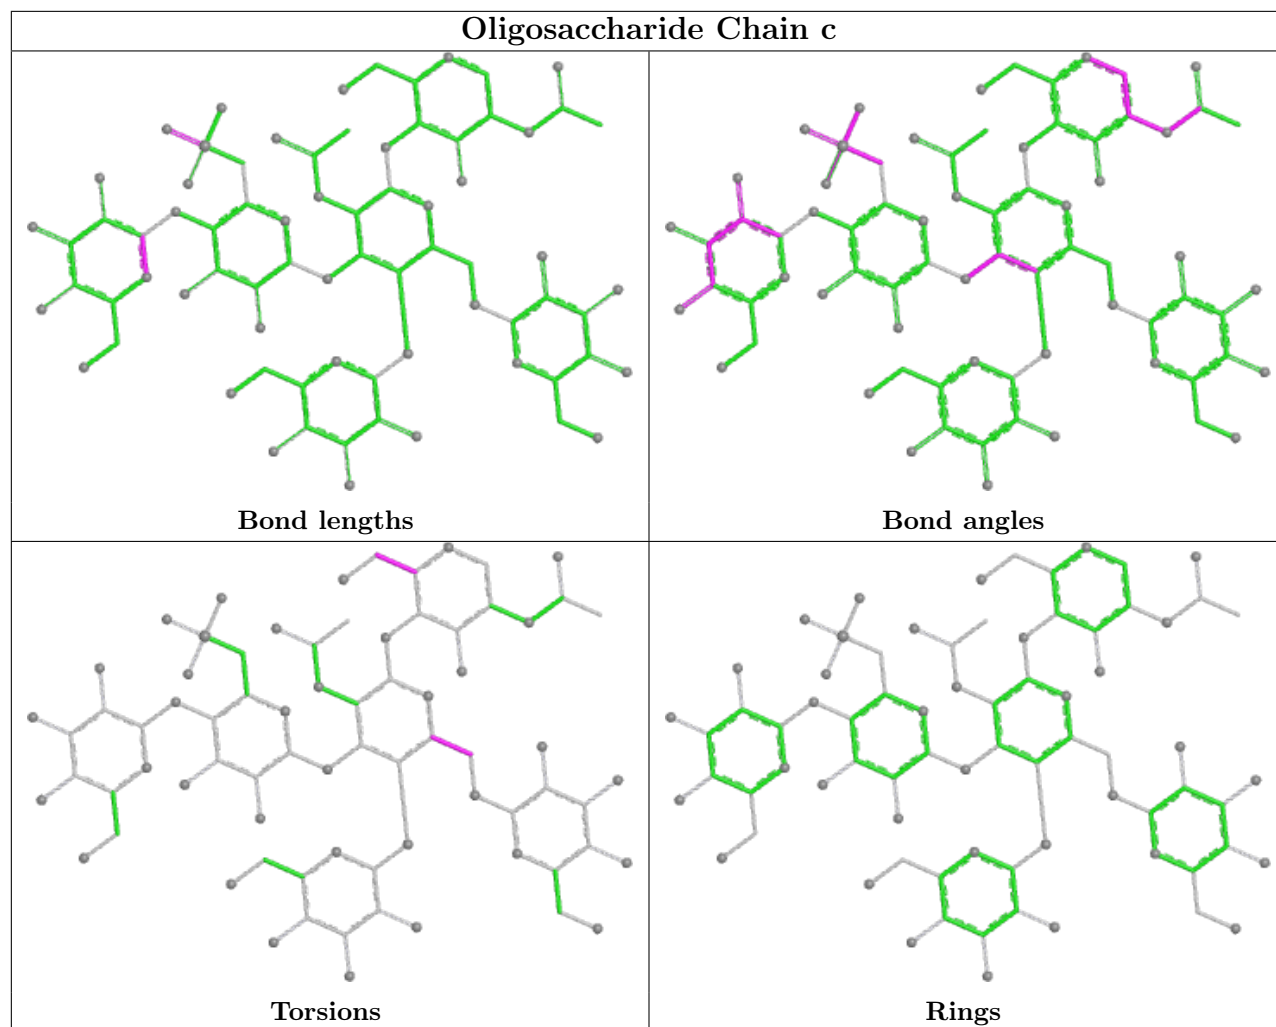 Oligosaccharide Chain c
Bond lengths
Bond angles
Torsions
Rings